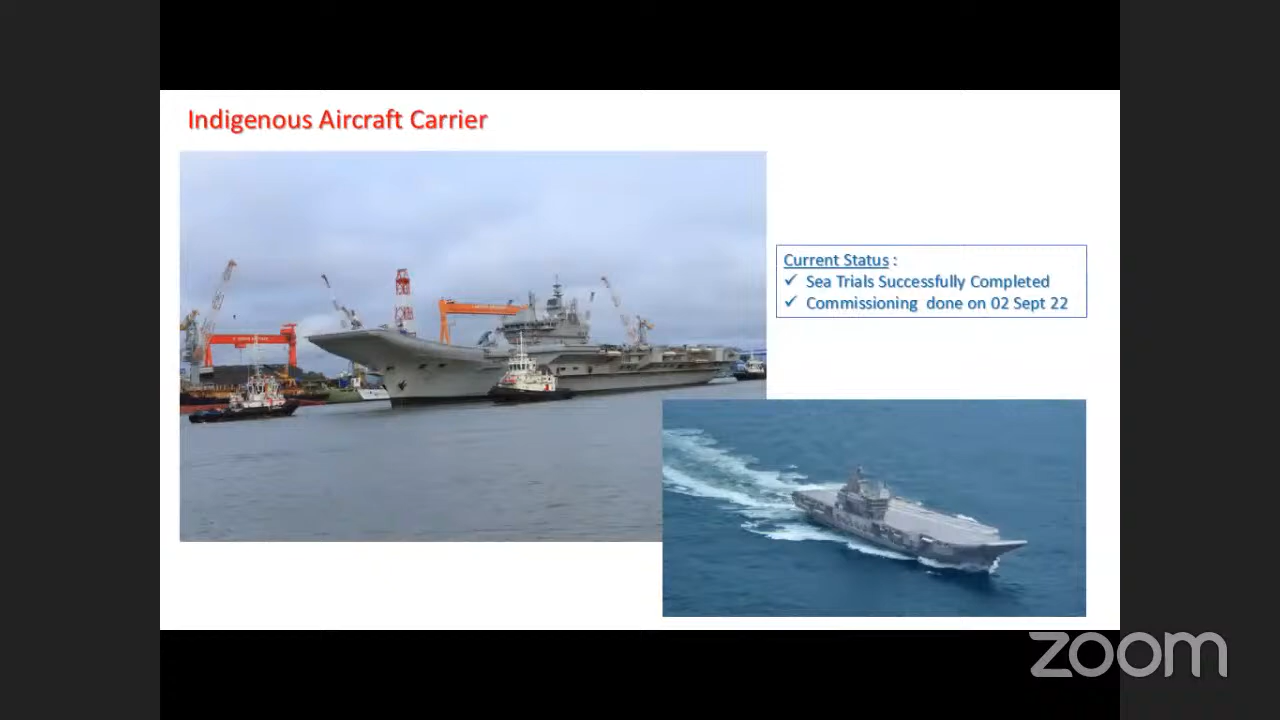 Indigenous Aircraft Carrier
Current Status :
✓ Sea Trials Successfully Completed
✓ Commissioning done on 02 Sept 22
zoom